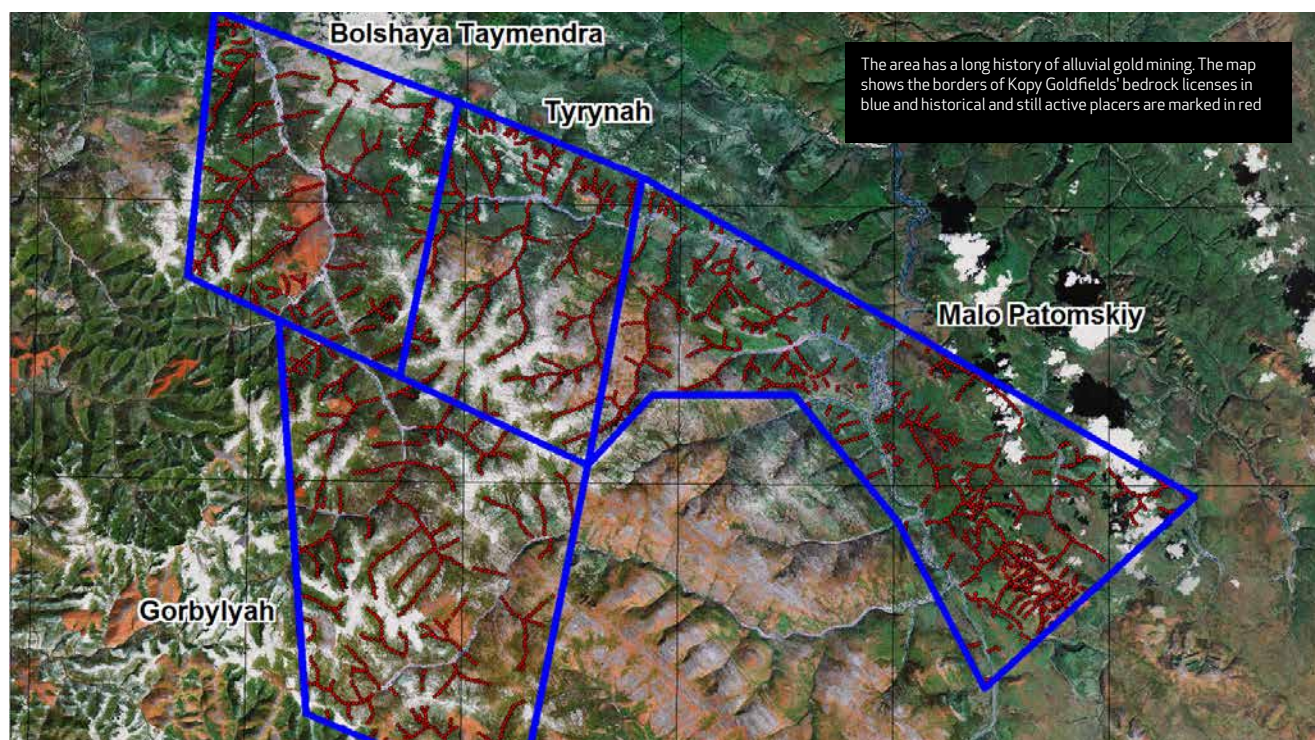 Bolshaya Taymendra
The area has a long history of alluvial gold mining. The map
shows the borders of Kopy Goldfields' bedrock licenses in
blue and historical and still active placers are marked in red
Tyrynah
Malo Patomskiy
Gorbylyah